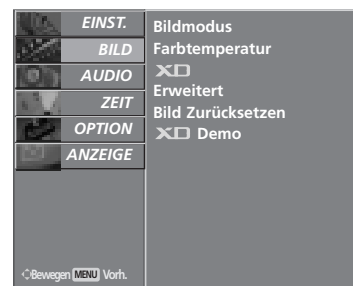 EINST.
BILD
AUDIO
ZEIT
OPTION
ANZEIGE
Bewegen MENU Vorh.
Bildmodus
Farbtemperatur
XD
Erweitert
Bild Zurücksetzen
XD Demo